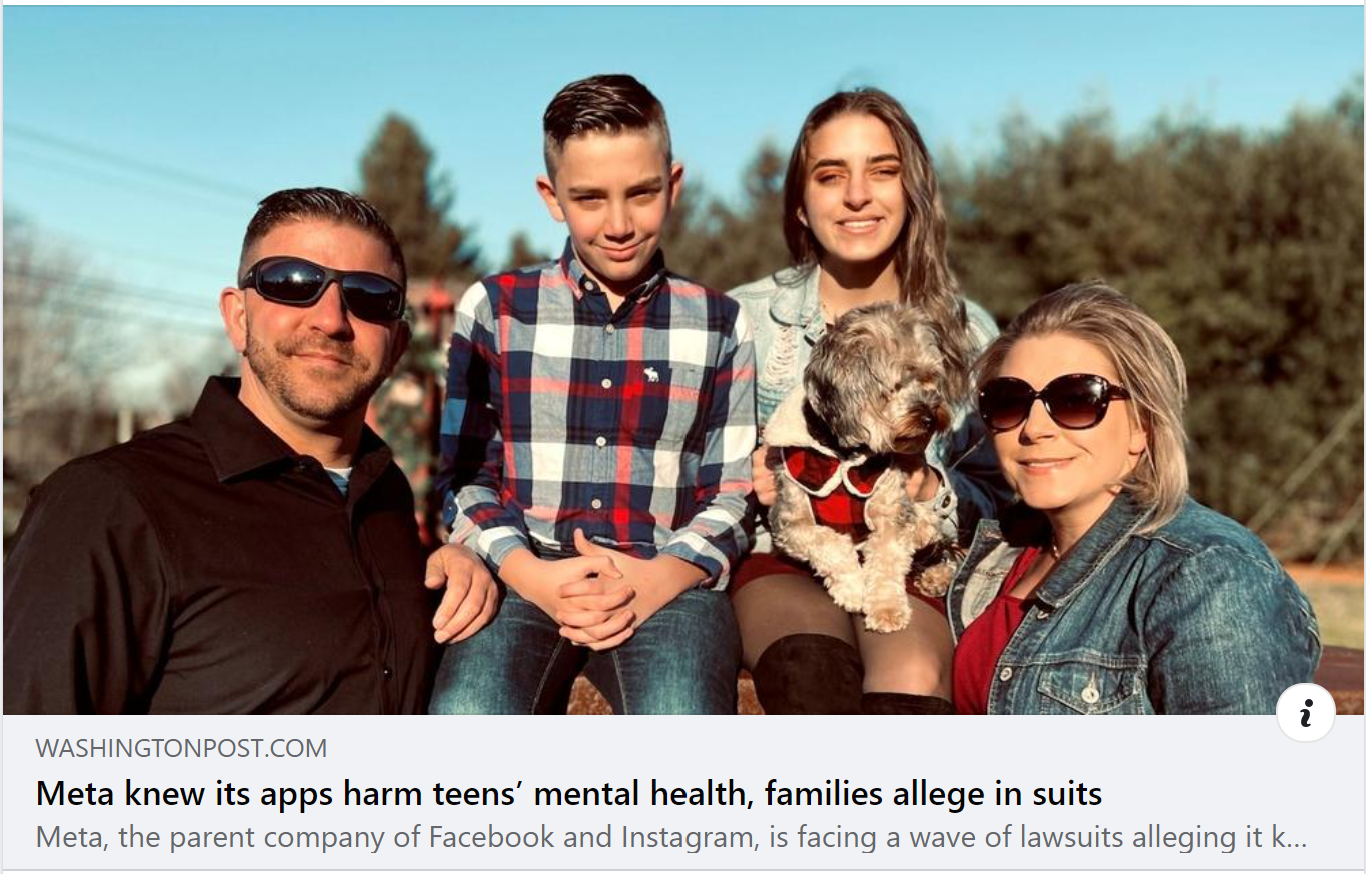 WASHINGTONPOST.COM
Meta knew its apps harm teens’ mental health, families allege in suits
Meta, the parent company of Facebook and Instagram, is facing a wave of lawsuits alleging it k...